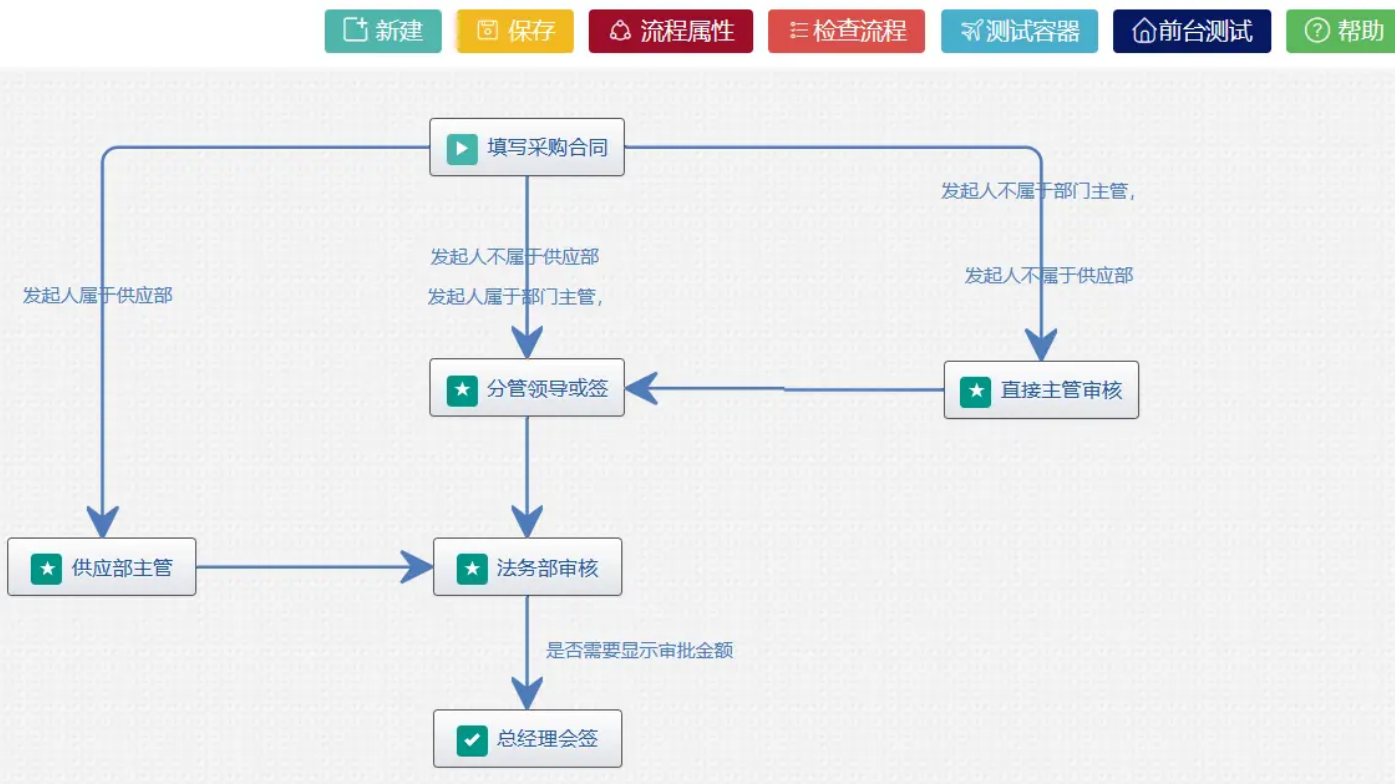 新建
保存
流程属性
检查流程
测试容器
前台测试
帮助
填写采购合同
发起人不属于部门主管,
发起人不属于供应部
发起人不属于供应部
发起人属于供应部
发起人属于部门主管,
分管领导或签
直接主管审核
供应部主管
法务部审核
是否需要显示审批金额
总经理会签